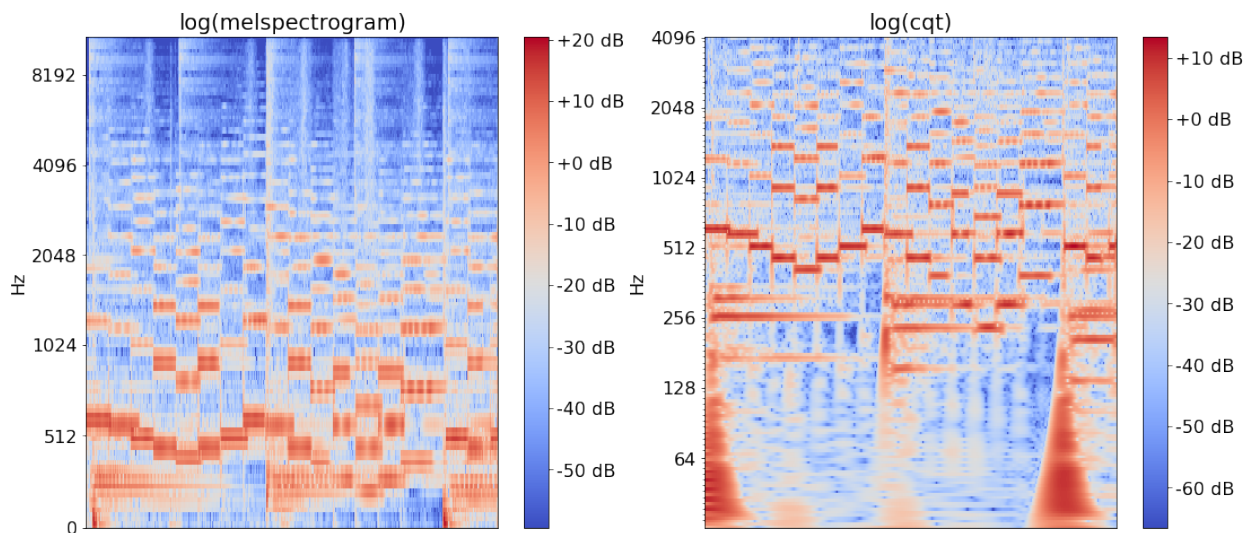 log(melspectrogram)
8192
4096
2048
1024
512
0
Hz
+20 dB
+10 dB
+0 dB
-10 dB
-20 dB
-30 dB
-40 dB
-50 dB
log(cqt)
4096
2048
1024
512
256
128
64
Hz
+10 dB
+0 dB
-10 dB
-20 dB
-30 dB
-40 dB
-50 dB
-60 dB